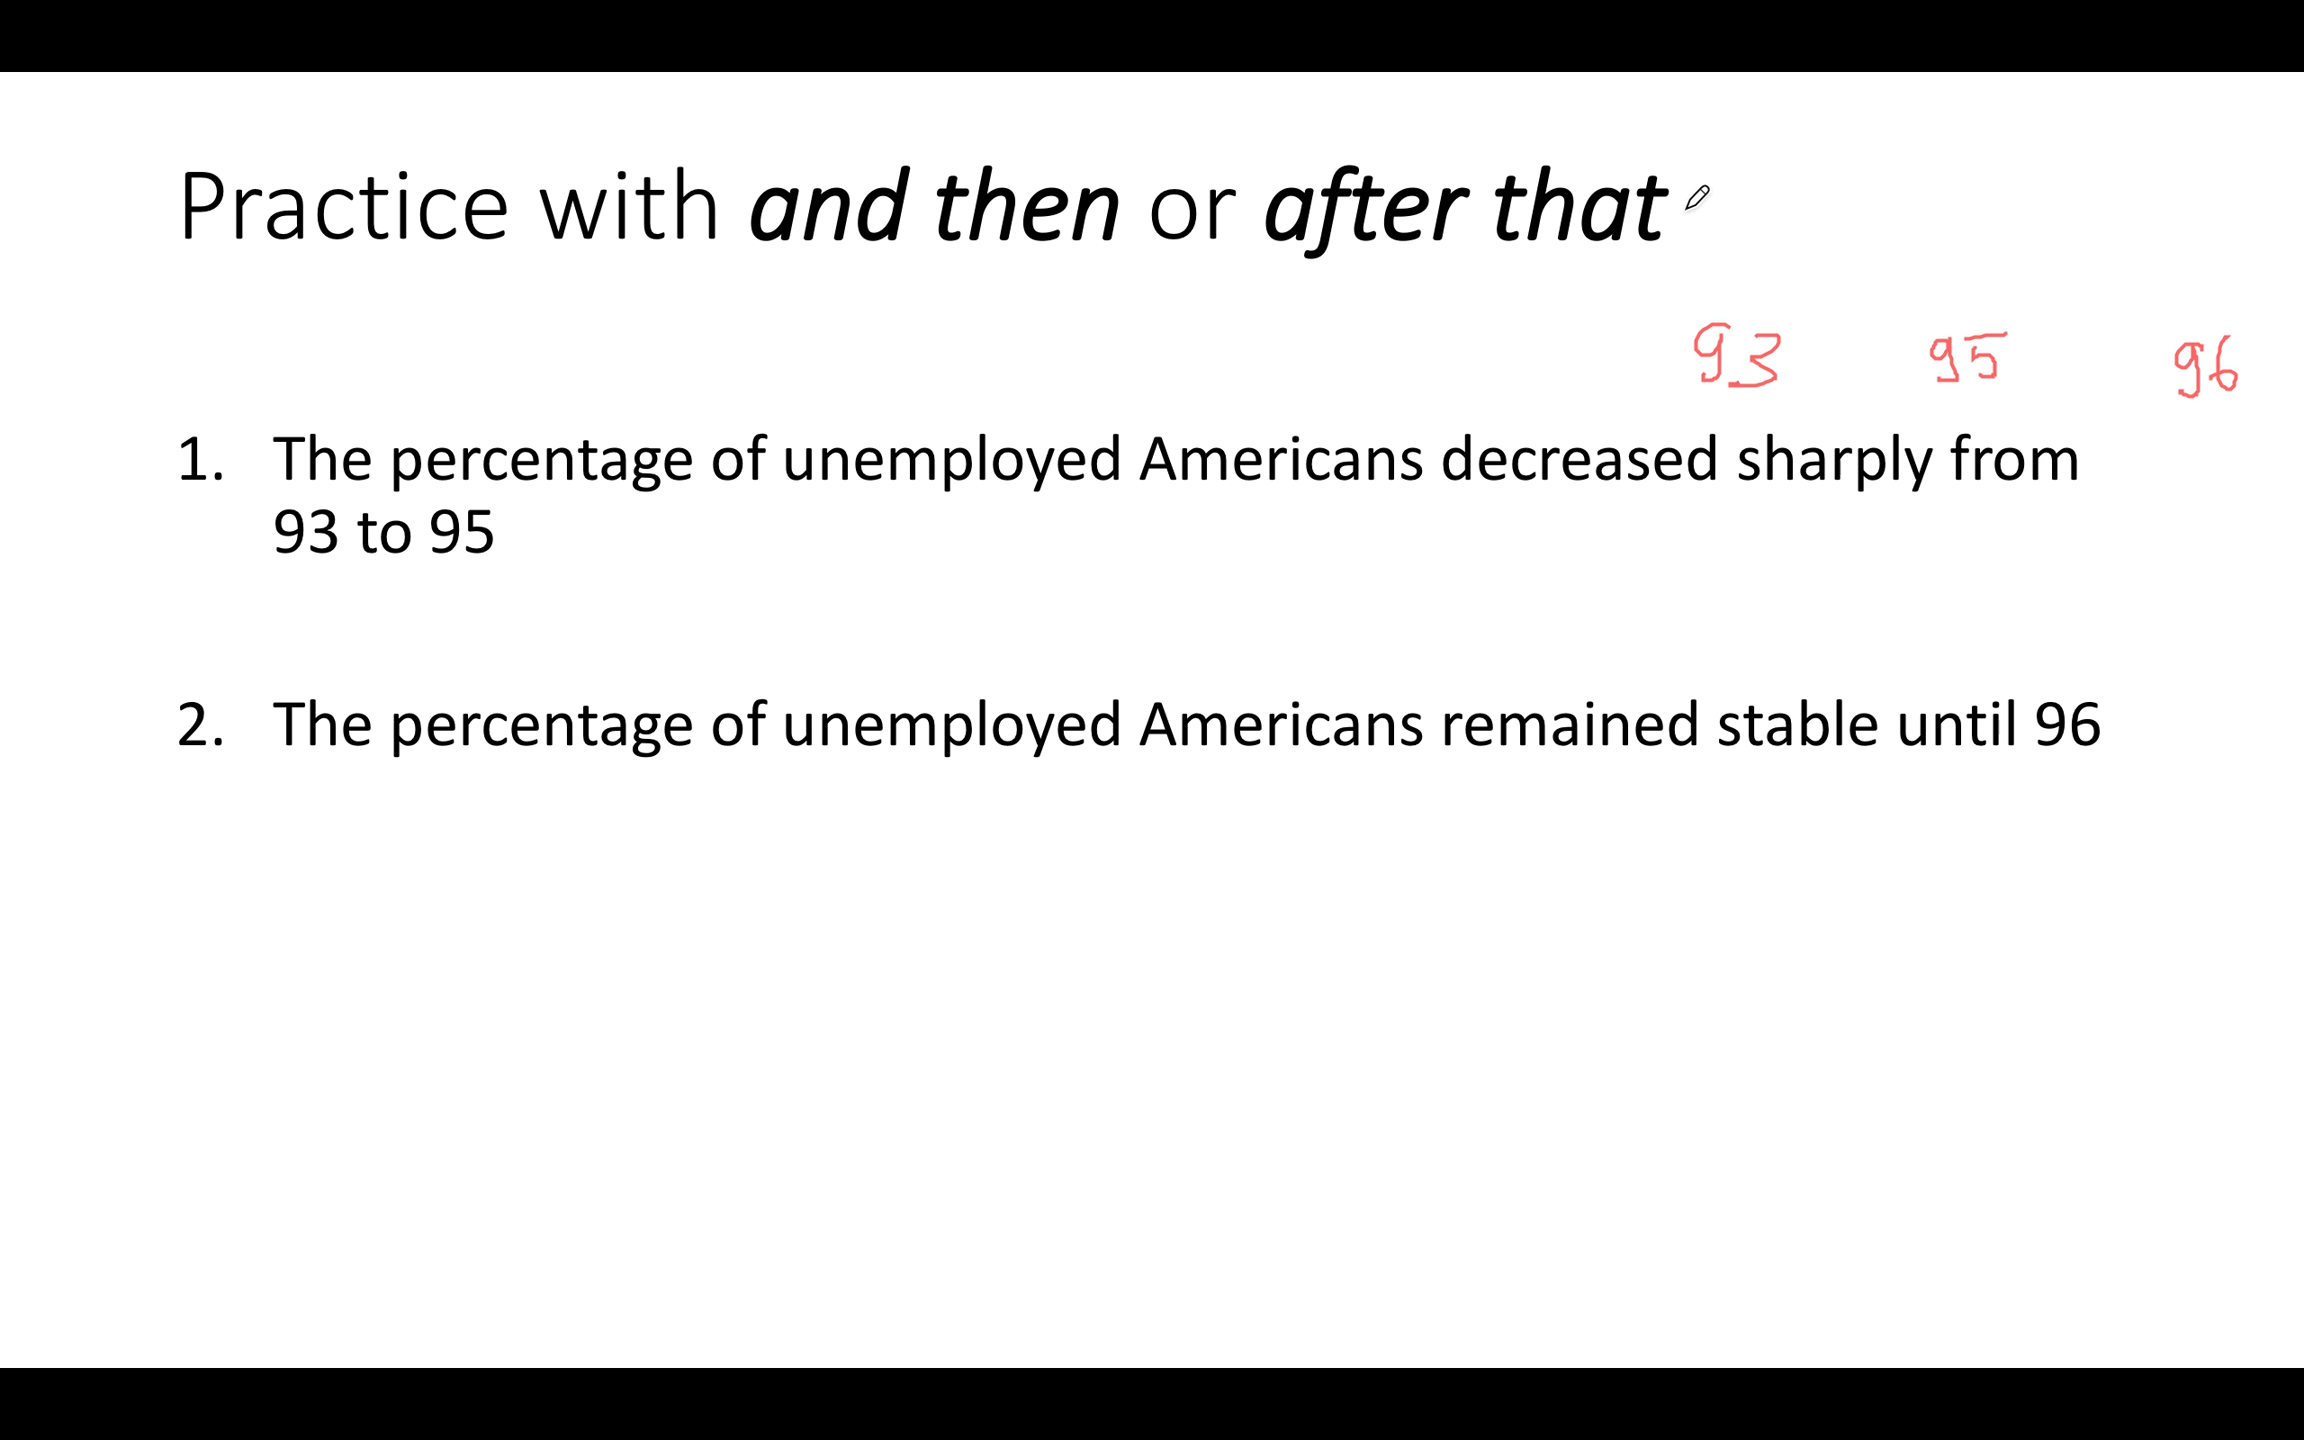 Practice with and then or after that
93 95 96
1. The percentage of unemployed Americans decreased sharply from
93 to 95
2. The percentage of unemployed Americans remained stable until 96